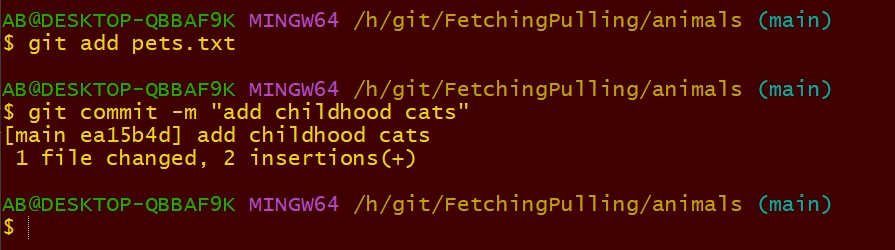 AB@DESKTOP-QBBAF9K MINGW64 /h/git/FetchingPulling/animals (main)
$ git add pets.txt
AB@DESKTOP-QBBAF9K MINGW64 /h/git/FetchingPulling/animals (main)
$ git commit -m "add childhood cats"
[main ea15b4d] add childhood cats
 1 file changed, 2 insertions(+)
AB@DESKTOP-QBBAF9K MINGW64 /h/git/FetchingPulling/animals (main)
$